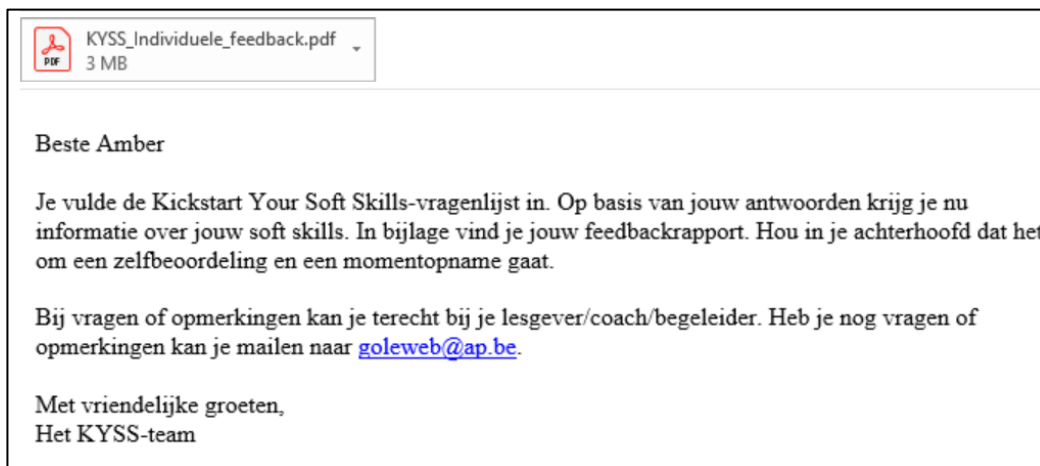 KYSS_Individuele_feedback.pdf
PDF
3 MB
Beste Amber
Je vulde de Kickstart Your Soft Skills-vragenlijst in. Op basis van jouw antwoorden krijg je nu
informatie over jouw soft skills. In bijlage vind je jouw feedbackrapport. Hou in je achterhoofd dat het
om een zelfbeoordeling en een momentopname gaat.
Bij vragen of opmerkingen kan je terecht bij je lesgever/coach/begeleider. Heb je nog vragen of
opmerkingen kan je mailen naar goleweb@ap.be.
Met vriendelijke groeten,
Het KYSS-team